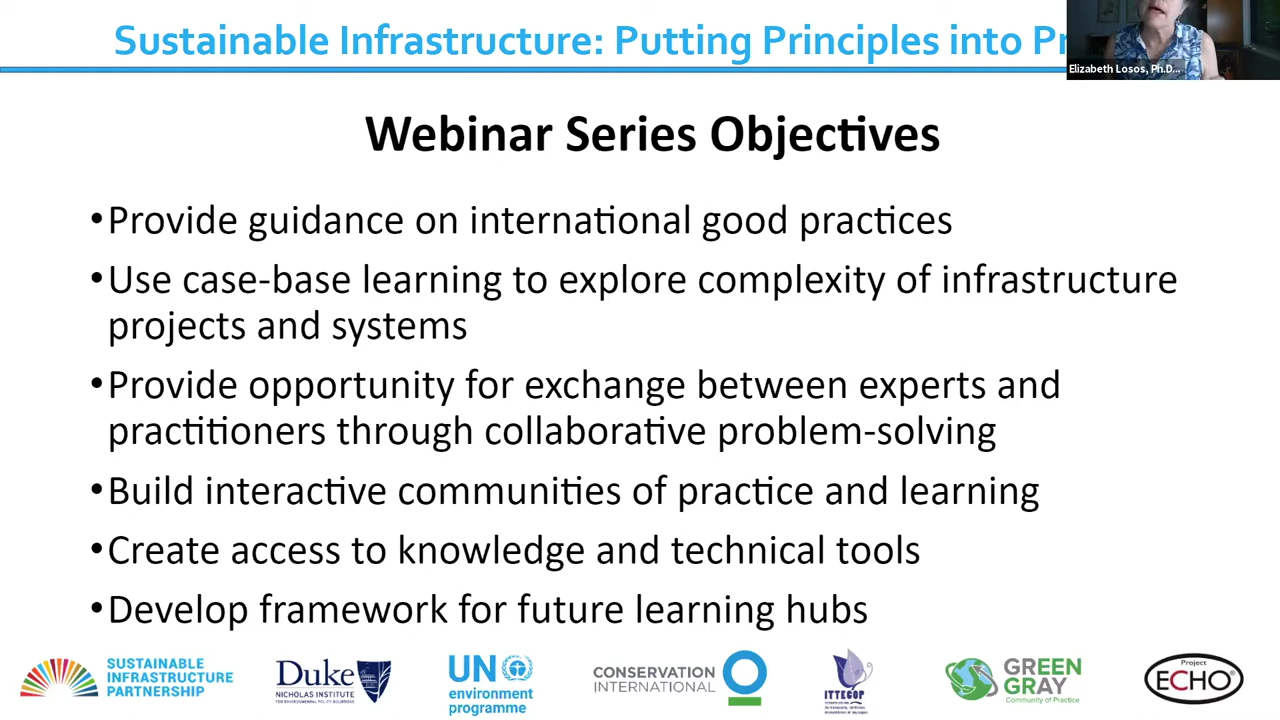 Sustainable Infrastructure: Putting Principles into Pr
Elizabeth Losos, Ph.D...
Webinar Series Objectives
•Provide guidance on international good practices
•Use case-base learning to explore complexity of infrastructure
projects and systems
•Provide opportunity for exchange between experts and
practitioners through collaborative problem-solving
•Build interactive communities of practice and learning
•Create access to knowledge and technical tools
•Develop framework for future learning hubs
SUSTAINABLE
INFRASTRUCTURE
PARTNERSHIP
Duke
NICHOLAS INSTITUTE
FOR ENVIRONMENTAL POLICY SOLUTIONS
UN
environment
programme
CONSERVATION
INTERNATIONAL
ITTECOP
GREEN
GRAY
Community of Practice
Project
ECHO®